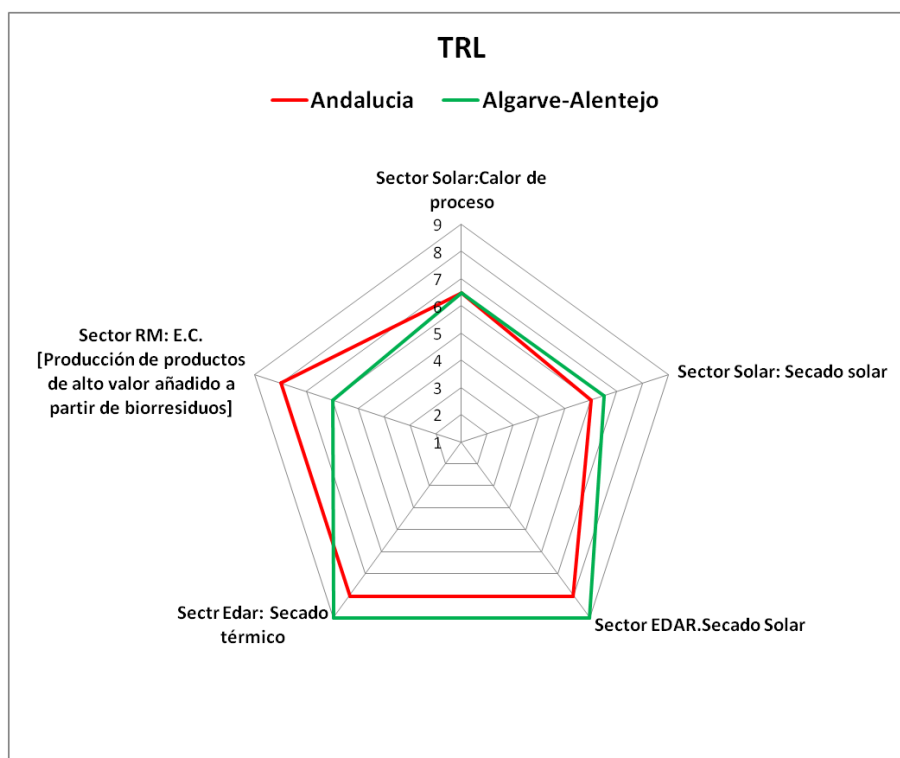 TRL
Andalucia
Algarve-Alentejo
Sector Solar:Calor de
proceso
9
8
7
6
5
4
3
2
1
Sector Solar: Secado solar
Sector EDAR.Secado Solar
Sectr Edar: Secado
térmico
Sector RM: E.C.
[Producción de productos
de alto valor añadido a
partir de biorresiduos]